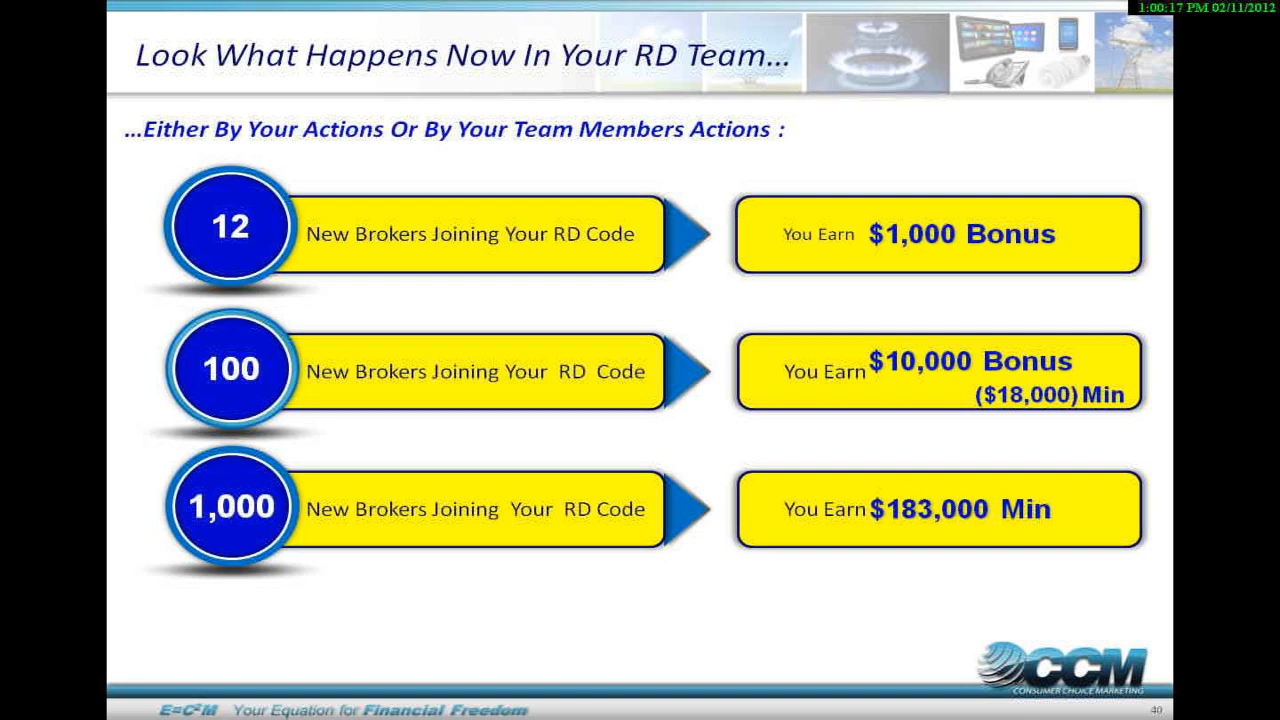 1:00:17 PM 02/11/2012
Look What Happens Now In Your RD Team...
...Either By Your Actions Or By Your Team Members Actions :
12
New Brokers Joining Your RD Code
You Earn $1,000 Bonus
100
New Brokers Joining Your RD Code
You Earn $10,000 Bonus
($18,000) Min
1,000
New Brokers Joining Your RD Code
You Earn $183,000 Min
CCM
CONSUMER CHOICE MARKETING
E=C²M Your Equation for Financial Freedom
40